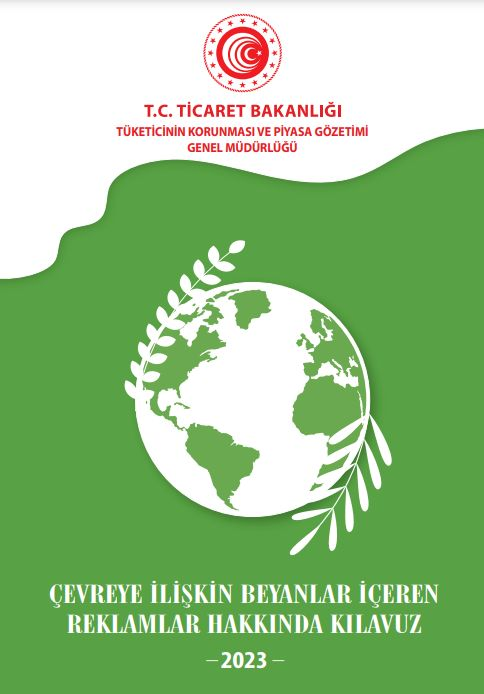 T.C. TİCARET BAKANLIĞI
TÜKETİCİNİN KORUNMASI VE PİYASA GÖZETİMİ
GENEL MÜDÜRLÜĞÜ
ÇEVREYE İLİŞKİN BEYANLAR İÇEREN
REKLAMLAR HAKKINDA KILAVUZ
– 2023 –